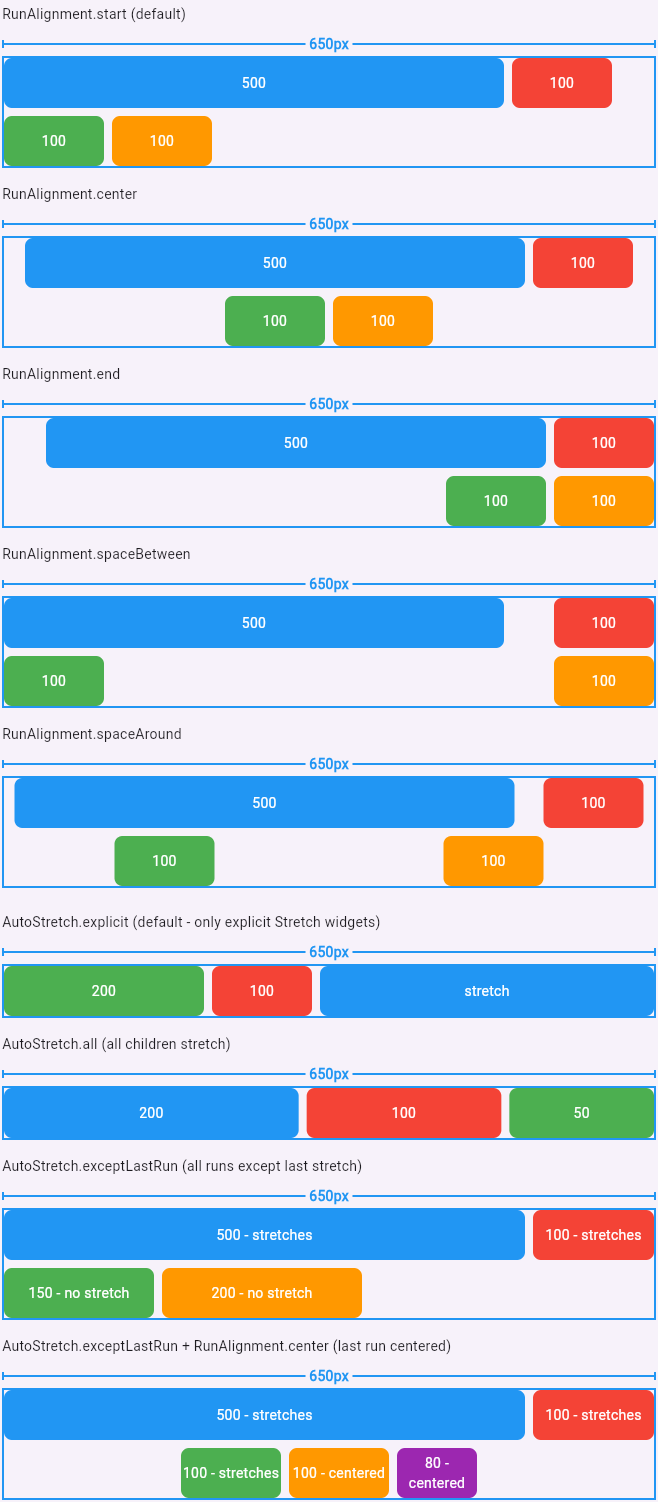 RunAlignment.start (default)
650px
500 100
100 100
RunAlignment.center
650px
500 100
100 100
RunAlignment.end
650px
500 100
100 100
RunAlignment.spaceBetween
650px
500 100
100 100
RunAlignment.spaceAround
650px
500 100
100 100
AutoStretch.explicit (default - only explicit Stretch widgets)
650px
200 100 stretch
AutoStretch.all (all children stretch)
650px
200 100 50
AutoStretch.exceptLastRun (all runs except last stretch)
650px
500 - stretches 100 - stretches
150 - no stretch 200 - no stretch
AutoStretch.exceptLastRun + RunAlignment.center (last run centered)
650px
500 - stretches 100 - stretches
100 - stretches 100 - centered 80 -
centered